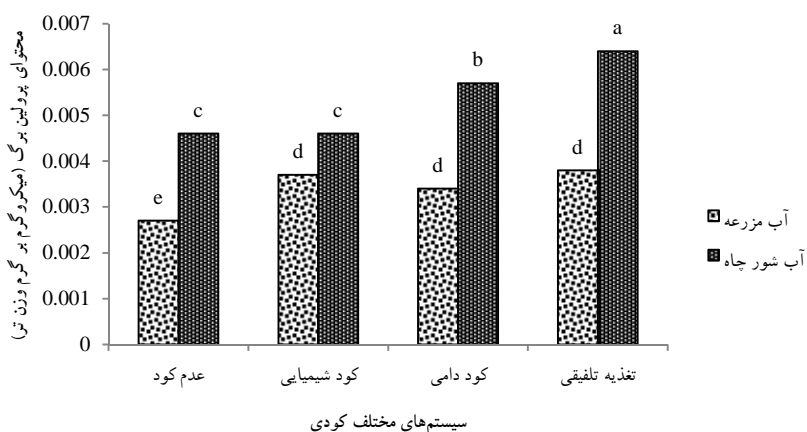 محتوای پرولین برگ (میکروگرم بر گرم وزن تر)
0.007
0.006
0.005
0.004
0.003
0.002
0.001
0
e
c
d
c
d
b
d
a
عدم کود
کود شیمیایی
کود دامی
تغذیه تلفیقی
سیستم‌های مختلف کودی
آب مزرعه
آب شور چاه